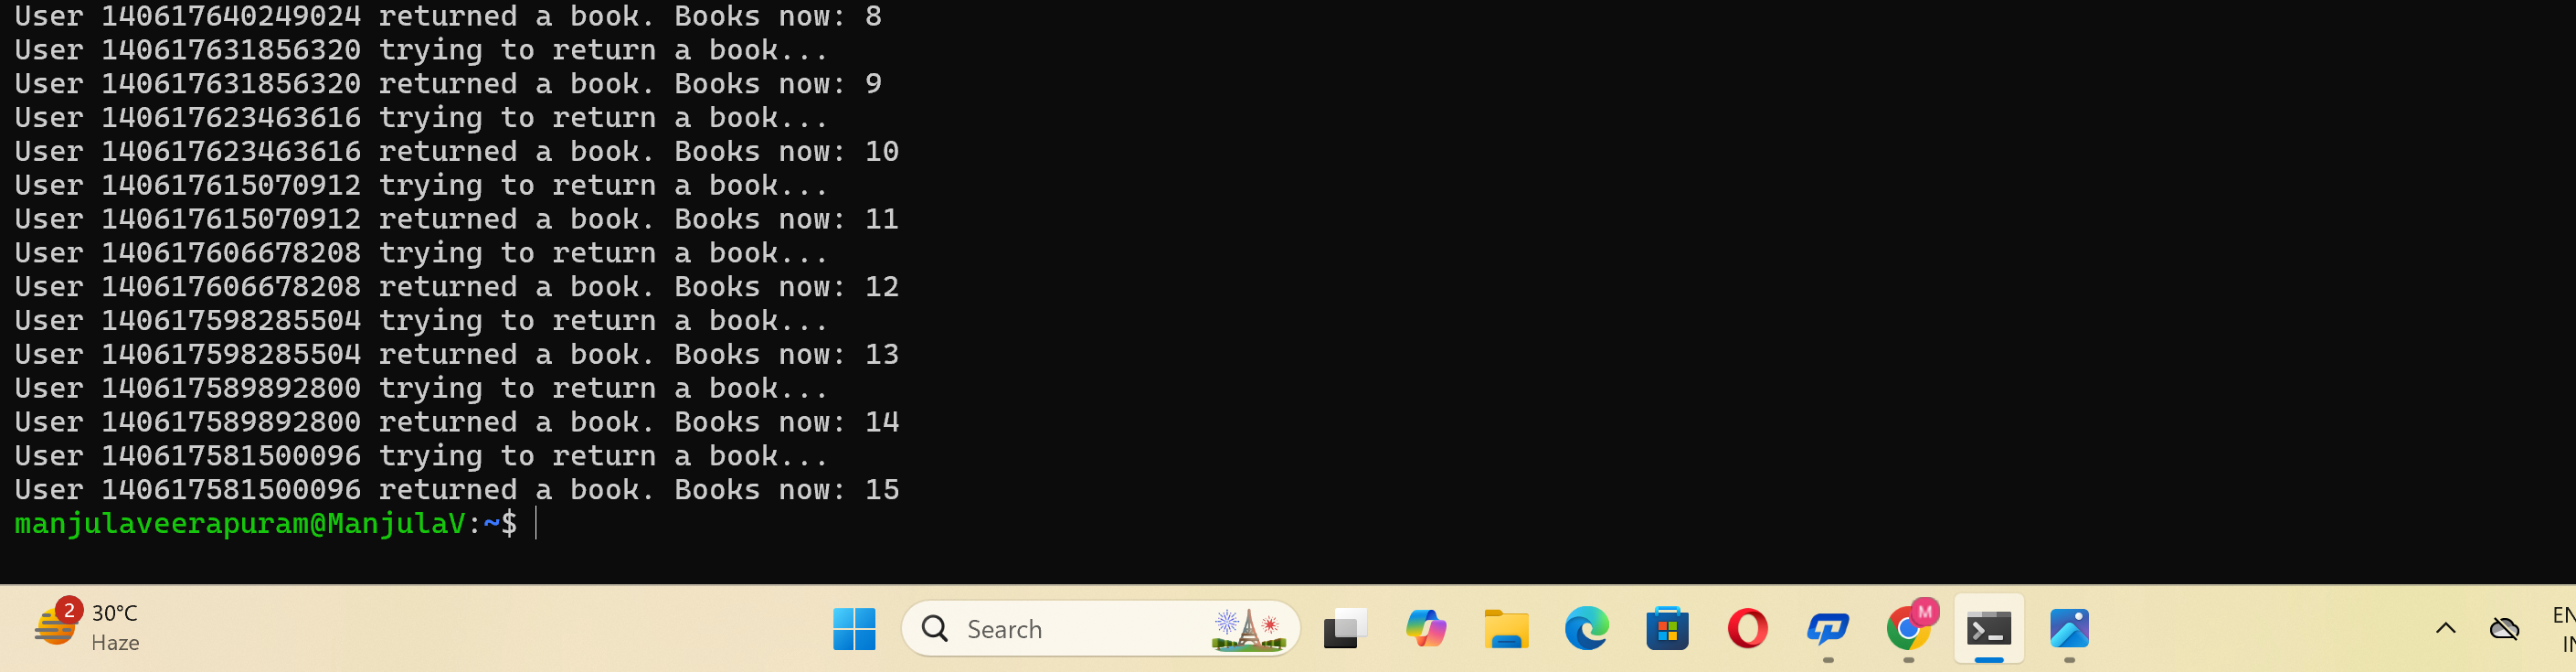 User 140617640249024 returned a book. Books now: 8
User 140617631856320 trying to return a book...
User 140617631856320 returned a book. Books now: 9
User 140617623463616 trying to return a book...
User 140617623463616 returned a book. Books now: 10
User 140617615070912 trying to return a book...
User 140617615070912 returned a book. Books now: 11
User 140617606678208 trying to return a book...
User 140617606678208 returned a book. Books now: 12
User 140617598285504 trying to return a book...
User 140617598285504 returned a book. Books now: 13
User 140617589892800 trying to return a book...
User 140617589892800 returned a book. Books now: 14
User 140617581500096 trying to return a book...
User 140617581500096 returned a book. Books now: 15
manjulaveerapuram@ManjulaV:~$
2
30°C
Haze
Search
M
EN